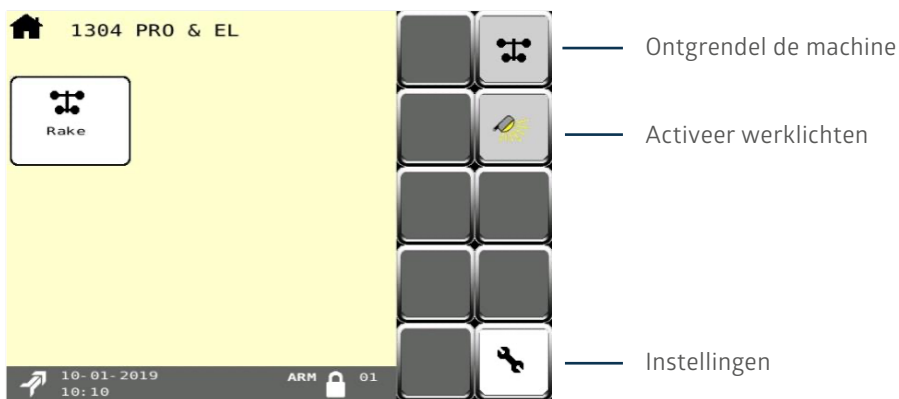 1304 PRO & EL
Rake
10-01-2019
10:10
ARM 01
Ontgrendel de machine
Activeer werklichten
Instellingen